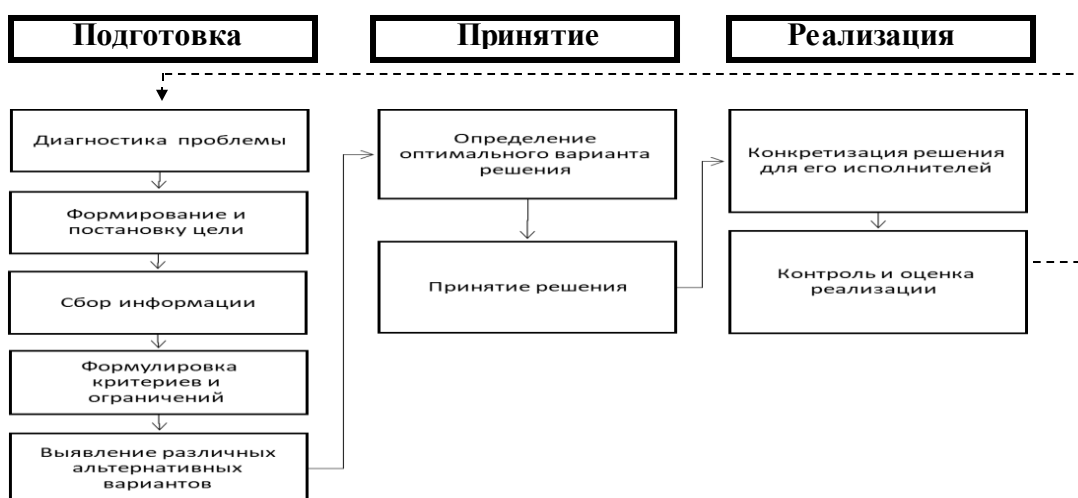 Подготовка
Принятие
Реализация
Диагностика проблемы
Формирование и
постановку цели
Сбор информации
Формулировка
критериев и
ограничений
Выявление различных
альтернативных
вариантов
Определение
оптимального варианта
решения
Принятие решения
Конкретизация решения
для его исполнителей
Контроль и оценка
реализации